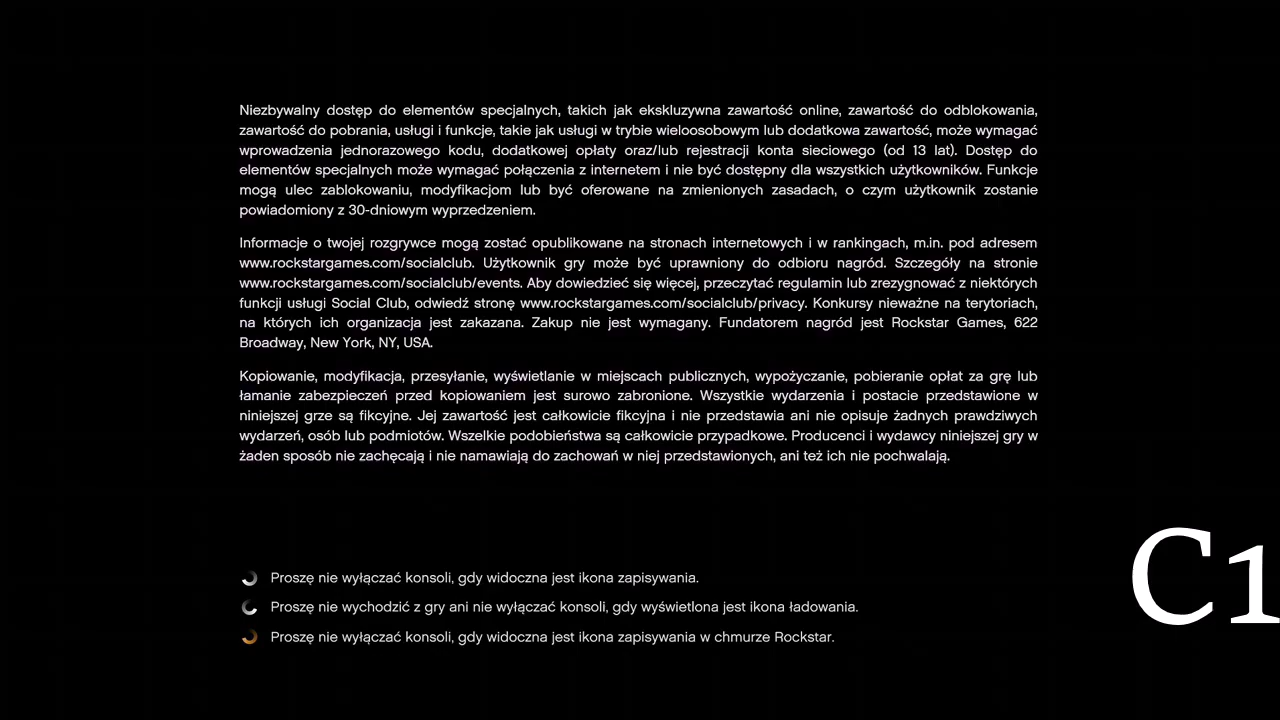 Niezbywalny dostęp do elementów specjalnych, takich jak ekskluzywna zawartość online, zawartość do odblokowania,
zawartość do pobrania, usługi i funkcje, takie jak usługi w trybie wieloosobowym lub dodatkowa zawartość, może wymagać
wprowadzenia jednorazowego kodu, dodatkowej opłaty oraz/lub rejestracji konta sieciowego (od 13 lat). Dostęp do
elementów specjalnych może wymagać połączenia z internetem i nie być dostępny dla wszystkich użytkowników. Funkcje
mogą ulec zablokowaniu, modyfikacjom lub być oferowane na zmienionych zasadach, o czym użytkownik zostanie
powiadomiony z 30-dniowym wyprzedzeniem.
Informacje o twojej rozgrywce mogą zostać opublikowane na stronach internetowych i w rankingach, m.in. pod adresem
www.rockstargames.com/socialclub. Użytkownik gry może być uprawniony do odbioru nagród. Szczegóły na stronie
www.rockstargames.com/socialclub/events. Aby dowiedzieć się więcej, przeczytać regulamin lub zrezygnować z niektórych
funkcji usługi Social Club, odwiedź stronę www.rockstargames.com/socialclub/privacy. Konkursy nieważne na terytoriach,
na których ich organizacja jest zakazana. Zakup nie jest wymagany. Fundatorem nagród jest Rockstar Games, 622
Broadway, New York, NY, USA.
Kopiowanie, modyfikacja, przesyłanie, wyświetlanie w miejscach publicznych, wypożyczanie, pobieranie opłat za grę lub
łamanie zabezpieczeń przed kopiowaniem jest surowo zabronione. Wszystkie wydarzenia i postacie przedstawione w
niniejszej grze są fikcyjne. Jej zawartość jest całkowicie fikcyjna i nie przedstawia ani nie opisuje żadnych prawdziwych
wydarzeń, osób lub podmiotów. Wszelkie podobieństwa są całkowicie przypadkowe. Producenci i wydawcy niniejszej gry w
żaden sposób nie zachęcają i nie namawiają do zachowań w niej przedstawionych, ani też ich nie pochwalają.
Proszę nie wyłączać konsoli, gdy widoczna jest ikona zapisywania.
Proszę nie wychodzić z gry ani nie wyłączać konsoli, gdy wyświetlona jest ikona ładowania.
Proszę nie wyłączać konsoli, gdy widoczna jest ikona zapisywania w chmurze Rockstar.
C1